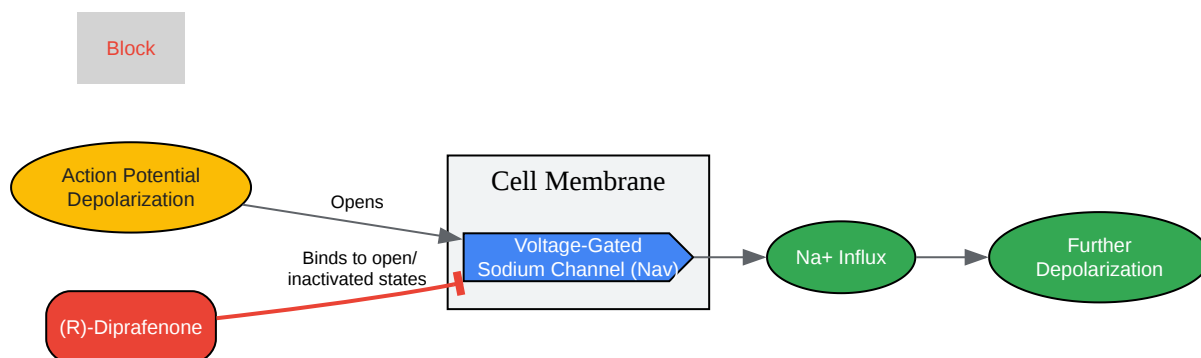 Block
Action Potential
Depolarization
Opens
Cell Membrane
Voltage-Gated
Sodium Channel (Nav)
Na+ Influx
Further
Depolarization
Binds to open/
inactivated states
(R)-Diprafenone